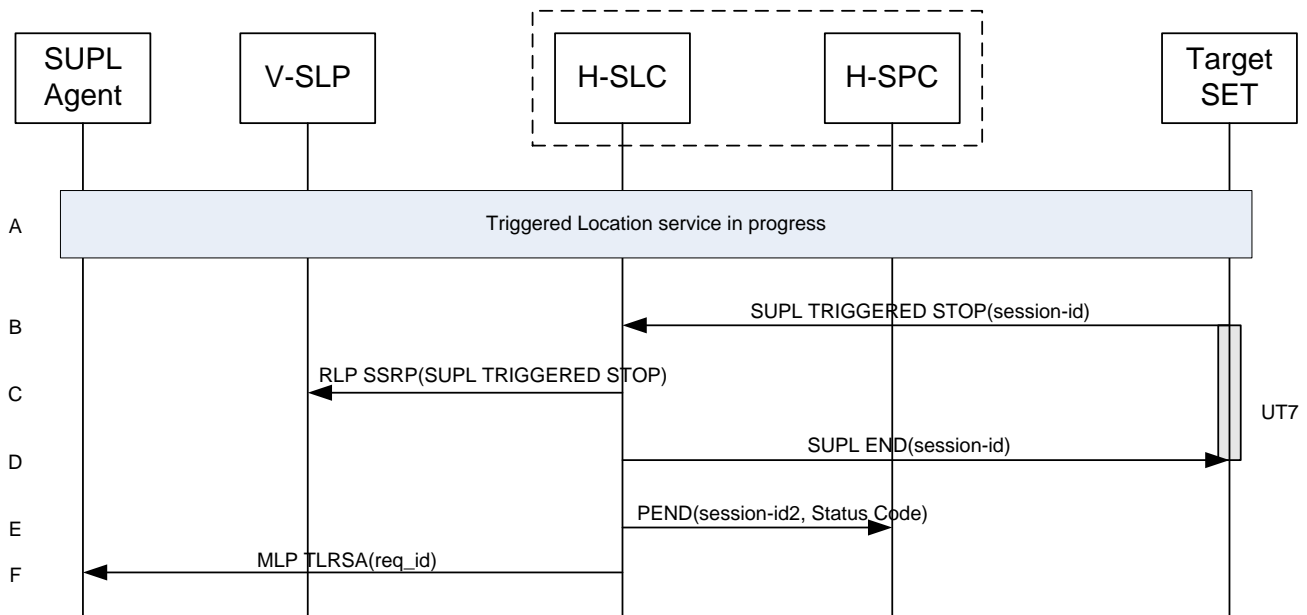 SUPL
Agent
V-SLP
H-SLC
H-SPC
Target
SET
A
Triggered Location service in progress
B
SUPL TRIGGERED STOP(session-id)
C
RLP SSRP(SUPL TRIGGERED STOP)
UT7
D
SUPL END(session-id)
E
PEND(session-id2, Status Code)
F
MLP TLRSA(req_id)